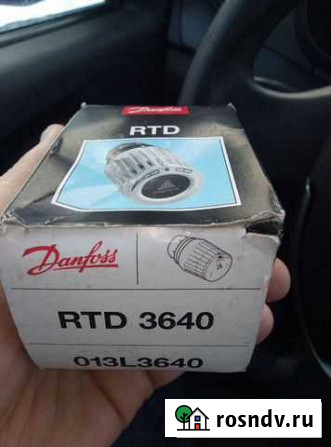 Danfoss
RTD
Danfoss
RTD 3640
013L3640
rosndv.ru